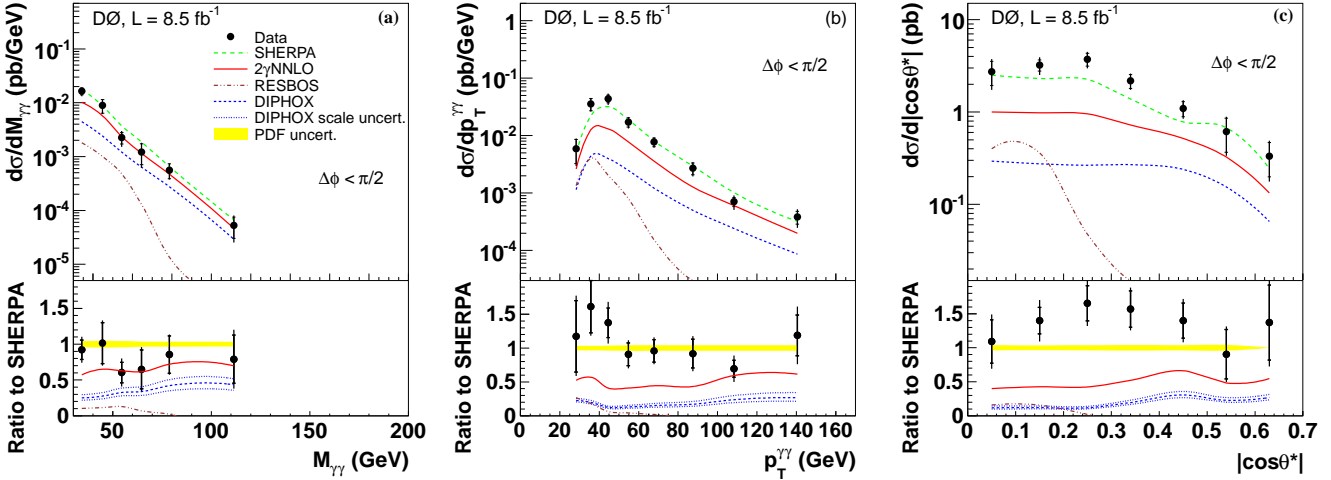 DØ, L = 8.5 fb⁻¹
(a)
Data
SHERPA
2γNNLO
RESBOS
DIPHOX
DIPHOX scale uncert.
PDF uncert.
Δϕ < π/2
dσ/dMγγ (pb/GeV)
10⁻¹
10⁻²
10⁻³
10⁻⁴
10⁻⁵
1
Ratio to SHERPA
1.5
1
0.5
0
50 100 150 200
Mγγ (GeV)
DØ, L = 8.5 fb⁻¹
(b)
Δϕ < π/2
dσ/dp_T^γγ (pb/GeV)
1
10⁻¹
10⁻²
10⁻³
10⁻⁴
Ratio to SHERPA
1.5
1
0.5
0
20 40 60 80 100 120 140 160
p_T^γγ (GeV)
DØ, L = 8.5 fb⁻¹
(c)
Δϕ < π/2
dσ/d|cosθ*| (pb)
10
1
10⁻¹
Ratio to SHERPA
1.5
1
0.5
0
0 0.1 0.2 0.3 0.4 0.5 0.6 0.7
|cosθ*|